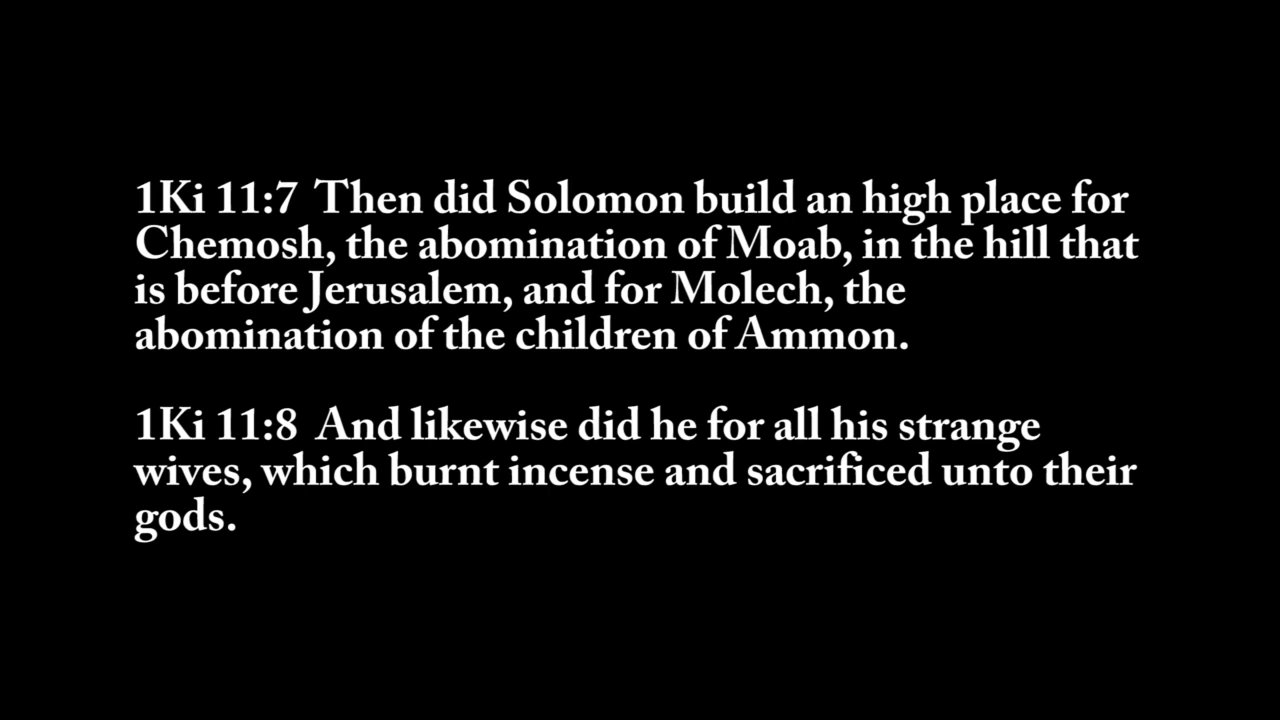 1Ki 11:7  Then did Solomon build an high place for
Chemosh, the abomination of Moab, in the hill that
is before Jerusalem, and for Molech, the
abomination of the children of Ammon.
1Ki 11:8  And likewise did he for all his strange
wives, which burnt incense and sacrificed unto their
gods.